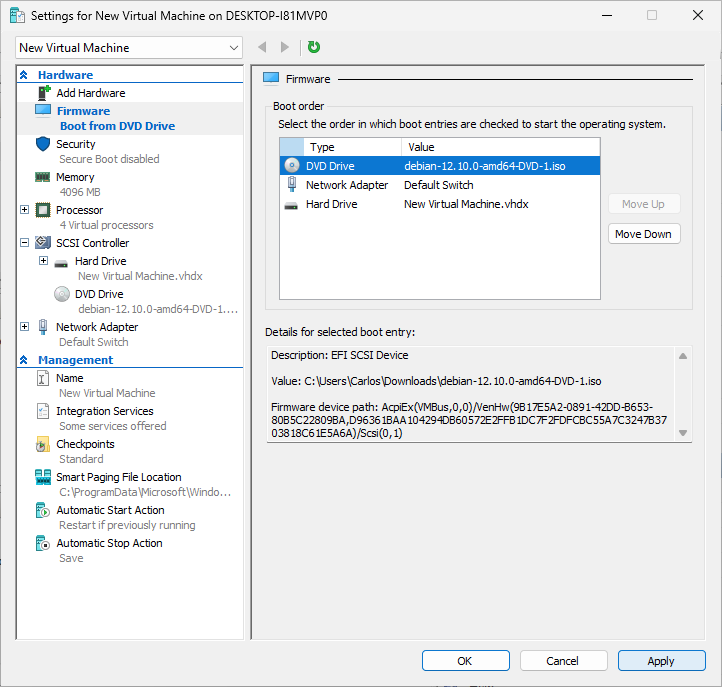 Settings for New Virtual Machine on DESKTOP-I81MVP0
New Virtual Machine
Hardware
Add Hardware
Firmware
Boot from DVD Drive
Security
Secure Boot disabled
Memory
4096 MB
Processor
4 Virtual processors
SCSI Controller
Hard Drive
New Virtual Machine.vhdx
DVD Drive
debian-12.10.0-amd64-DVD-1....
Network Adapter
Default Switch
Management
Name
New Virtual Machine
Integration Services
Some services offered
Checkpoints
Standard
Smart Paging File Location
C:\ProgramData\Microsoft\Windo...
Automatic Start Action
Restart if previously running
Automatic Stop Action
Save
Firmware
Boot order
Select the order in which boot entries are checked to start the operating system.
Type Value
DVD Drive debian-12.10.0-amd64-DVD-1.iso
Network Adapter Default Switch
Hard Drive New Virtual Machine.vhdx
Move Up
Move Down
Details for selected boot entry:
Description: EFI SCSI Device
Value: C:\Users\Carlos\Downloads\debian-12.10.0-amd64-DVD-1.iso
Firmware device path: AcpiEx(VMBus,0,0)/VenHw(9B17E5A2-0891-42DD-B653-
80B5C22809BA,D96361BAA104294DB60572E2FFB1DC7F2FDFCBC55A7C3247B37
03818C61E5A6A)/Scsi(0,1)
OK
Cancel
Apply